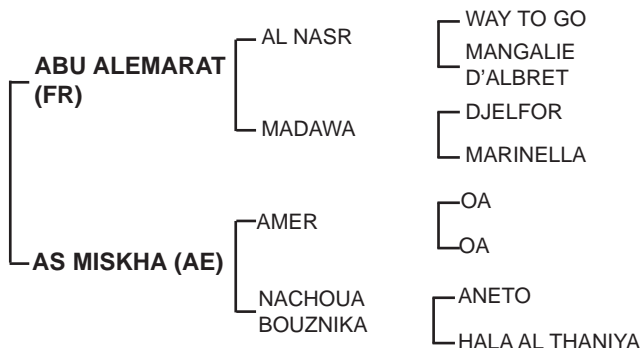 WAY TO GO
AL NASR
MANGALIE
D'ALBRET
ABU ALEMARAT
(FR)
DJELFOR
MADAWA
MARINELLA
OA
AMER
OA
AS MISKHA (AE)
NACHOUA
BOUZNIKA
ANETO
HALA AL THANIYA